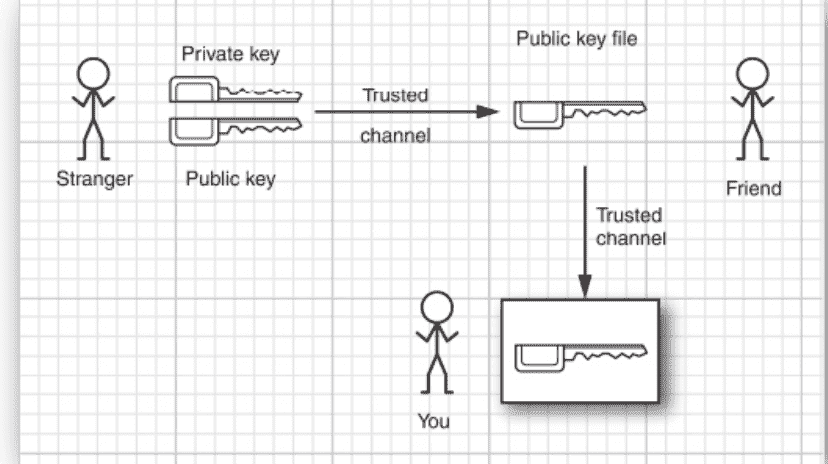 Private key
Public key file
Trusted
channel
Stranger
Public key
Friend
Trusted
channel
You